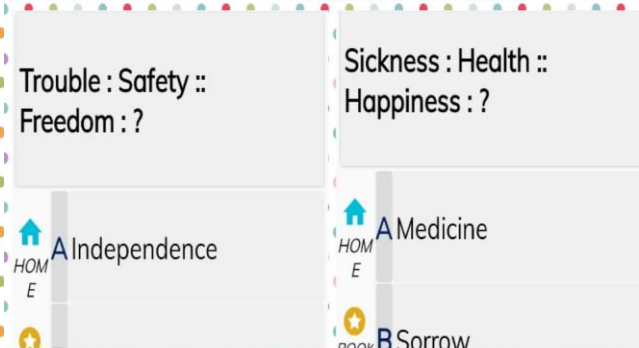 Trouble : Safety ::
Freedom : ?
HOM
E
A Independence
Sickness : Health ::
Happiness : ?
HOM
E
A Medicine
B Sorrow